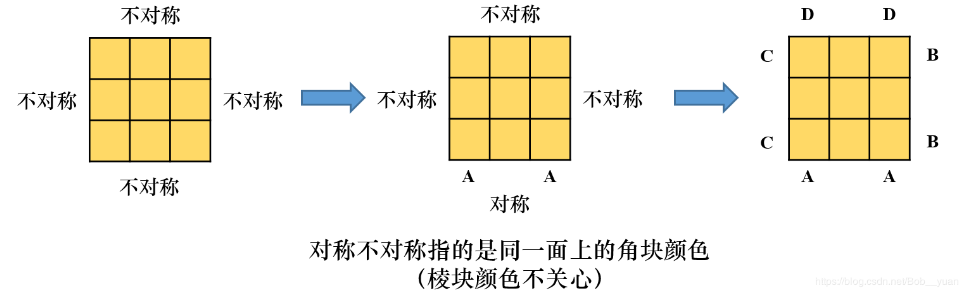 不对称
不对称
不对称
不对称
不对称
不对称
不对称
A A
对称
D D
C B
C B
A A
对称不对称指的是同一面上的角块颜色
（棱块颜色不关心）
https://blog.csdn.net/Bob__yuan